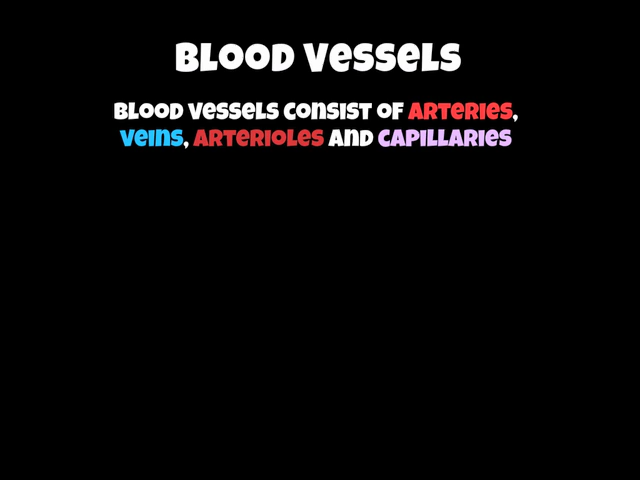 Blood Vessels
Blood vessels consist of arteries,
veins, arterioles and capillaries